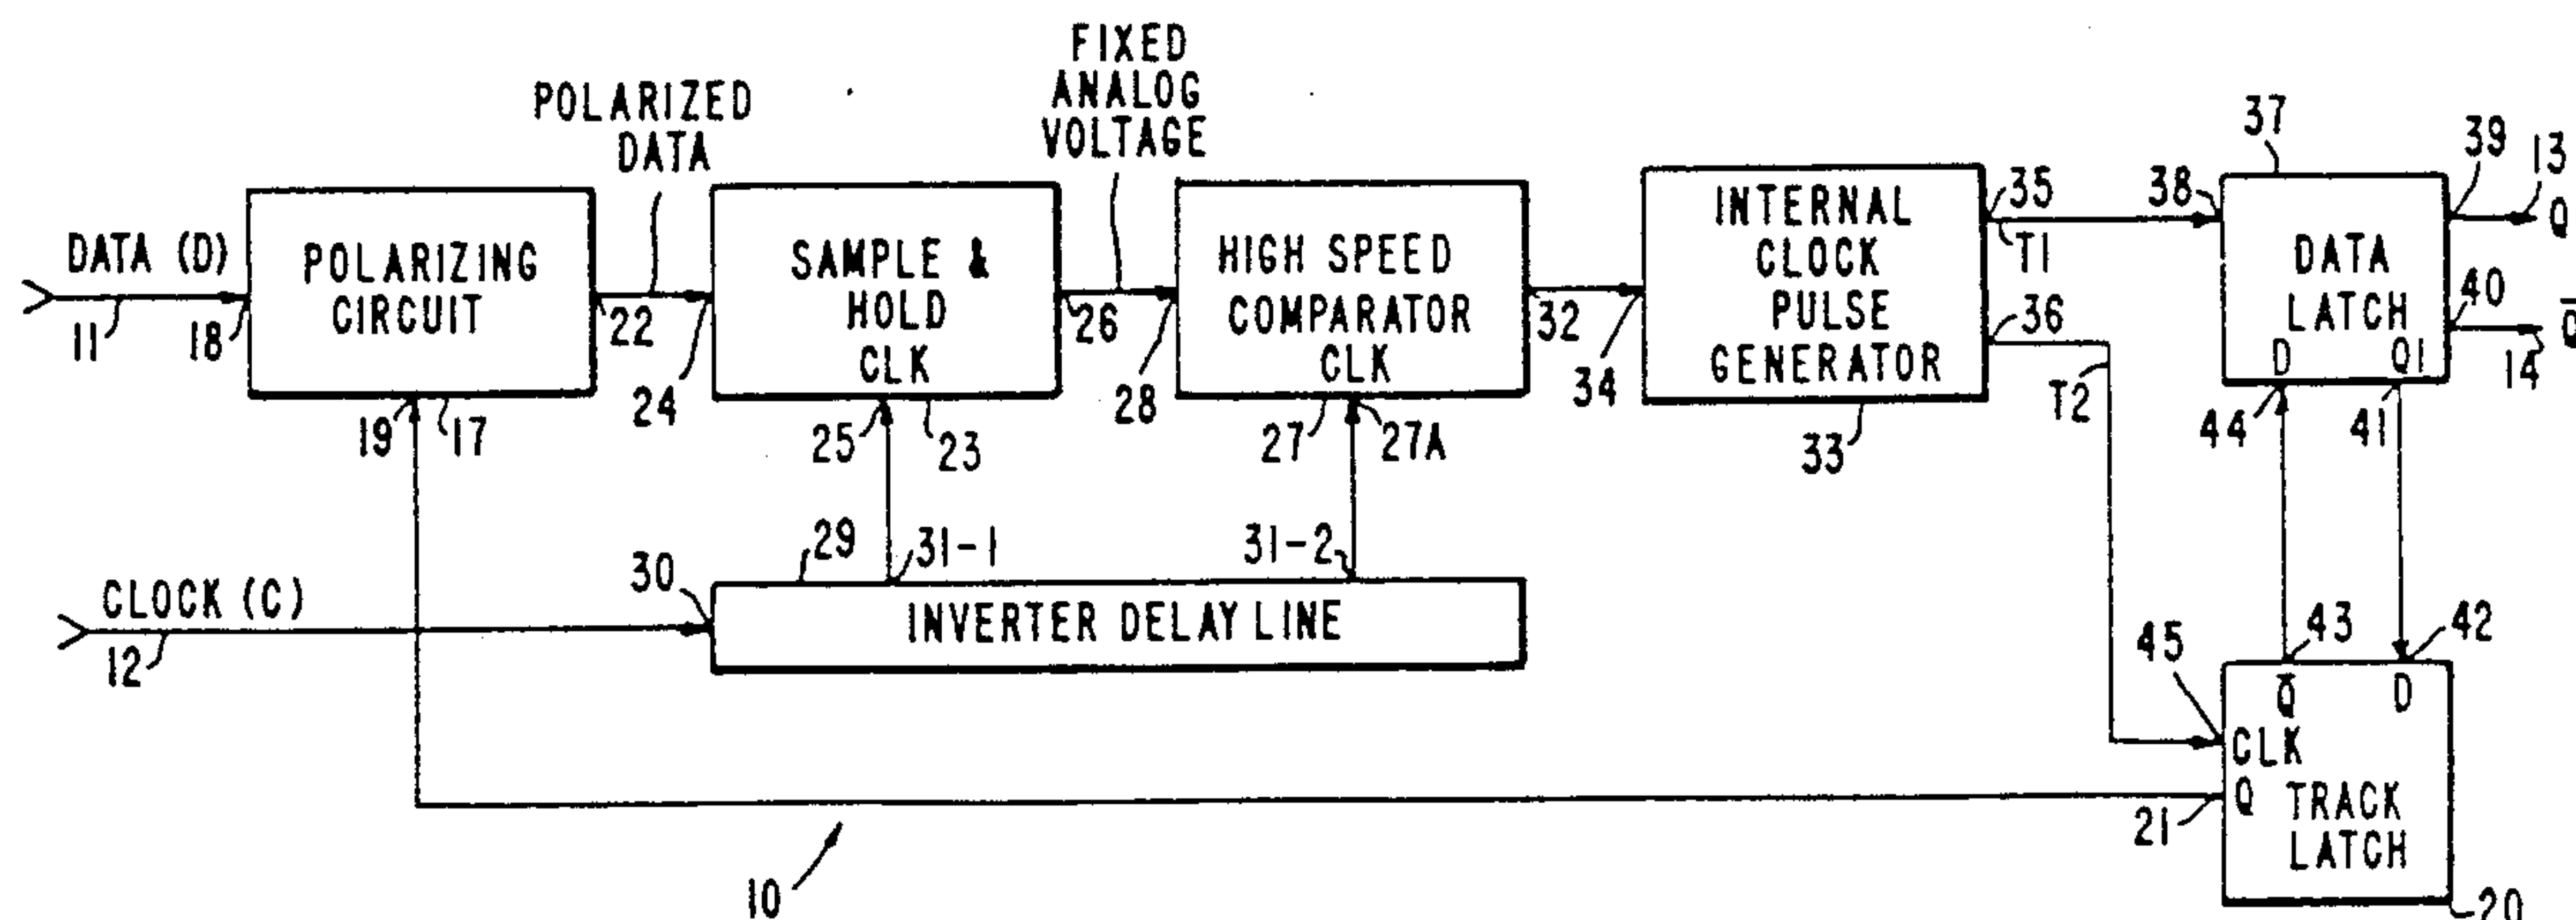 FIXED
ANALOG
VOLTAGE
POLARIZED
DATA
37
39
13
Q
DATA (D)
11
18
POLARIZING
CIRCUIT
19
17
22
24
SAMPLE &
HOLD
CLK
25
23
26
28
HIGH SPEED
COMPARATOR
CLK
27
27A
32
34
INTERNAL
CLOCK
PULSE
GENERATOR
33
35
T1
36
T2
38
DATA
LATCH
D Q1
40
14
44
41
CLOCK (C)
12
30
29
31-1
31-2
INVERTER DELAY LINE
45
43
42
Q̅ D
CLK
Q
TRACK
LATCH
21
20
10